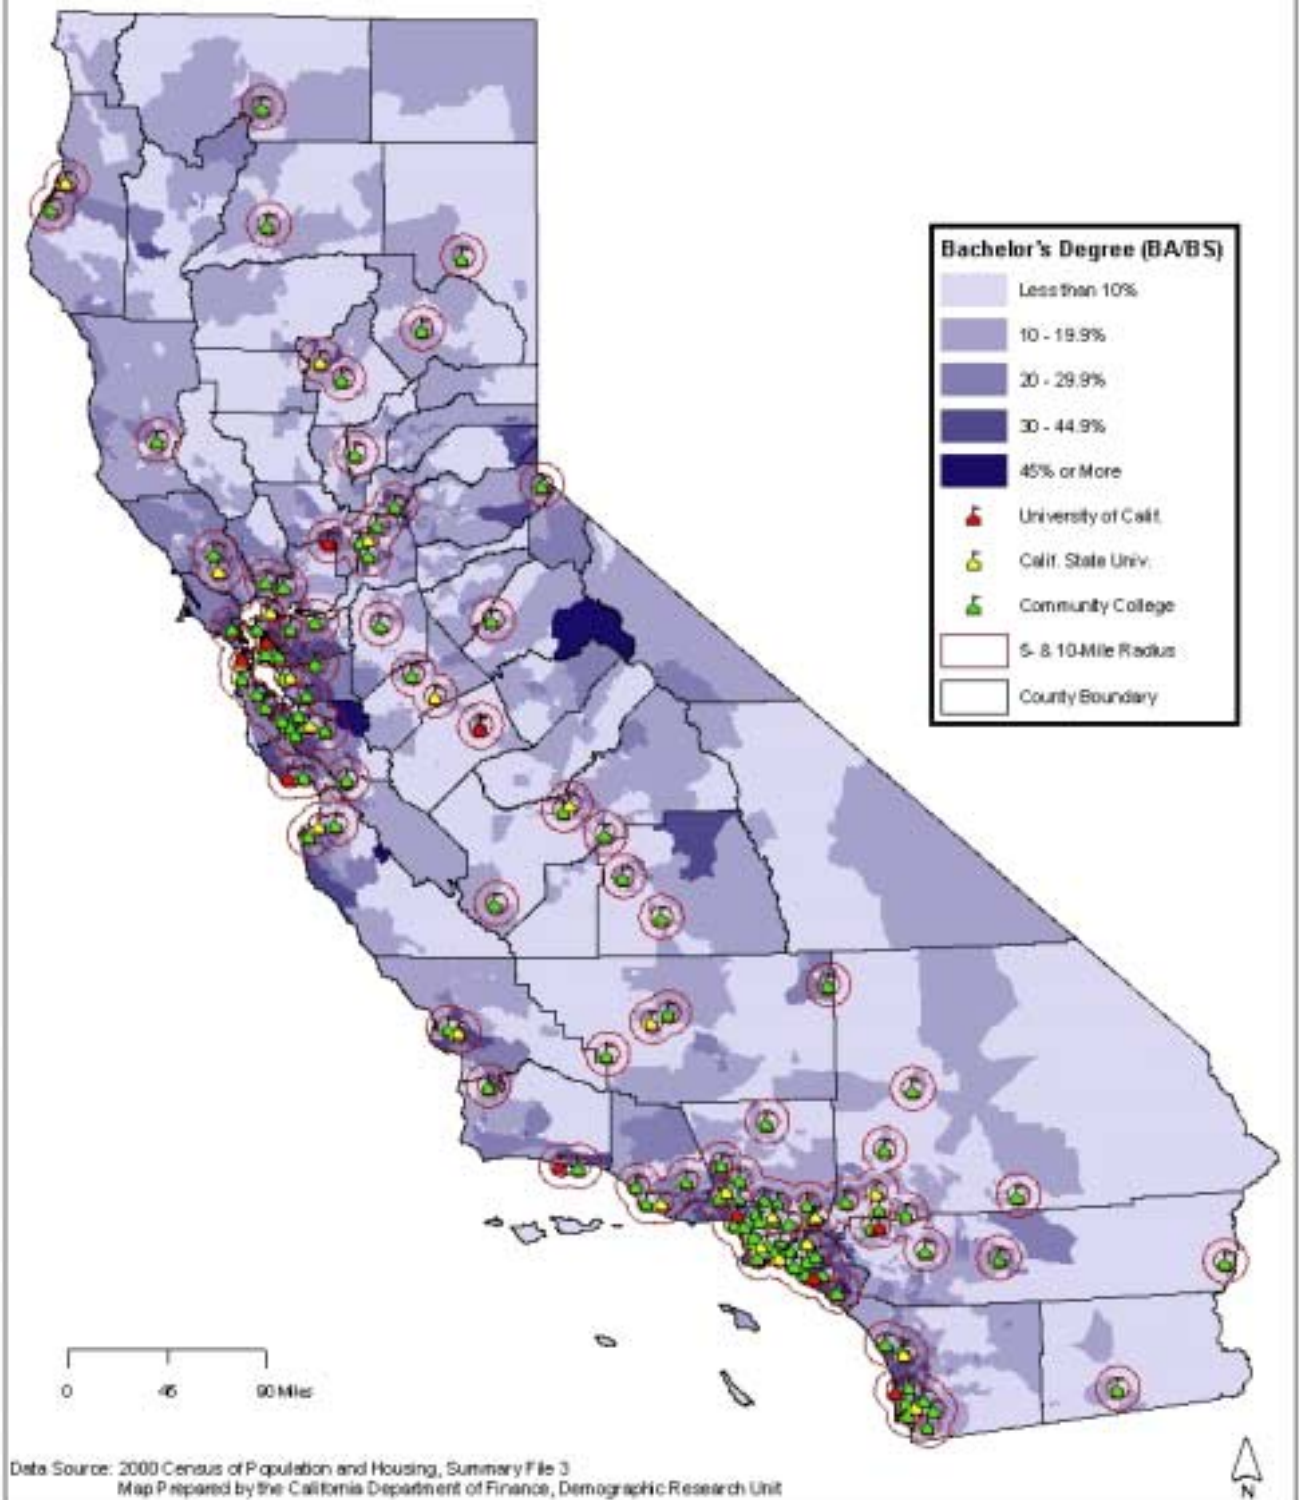 Bachelor's Degree (BA/BS)
Less than 10%
10 - 19.9%
20 - 29.9%
30 - 44.9%
45% or More
University of Calif.
Calif. State Univ.
Community College
5- & 10-Mile Radius
County Boundary
0 45 90 Miles
Data Source: 2000 Census of Population and Housing, Summary File 3
Map Prepared by the California Department of Finance, Demographic Research Unit
N